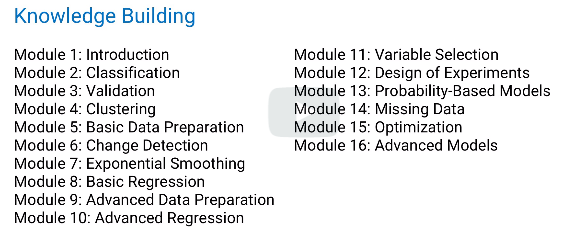 Knowledge Building
Module 1: Introduction
Module 2: Classification
Module 3: Validation
Module 4: Clustering
Module 5: Basic Data Preparation
Module 6: Change Detection
Module 7: Exponential Smoothing
Module 8: Basic Regression
Module 9: Advanced Data Preparation
Module 10: Advanced Regression
Module 11: Variable Selection
Module 12: Design of Experiments
Module 13: Probability-Based Models
Module 14: Missing Data
Module 15: Optimization
Module 16: Advanced Models